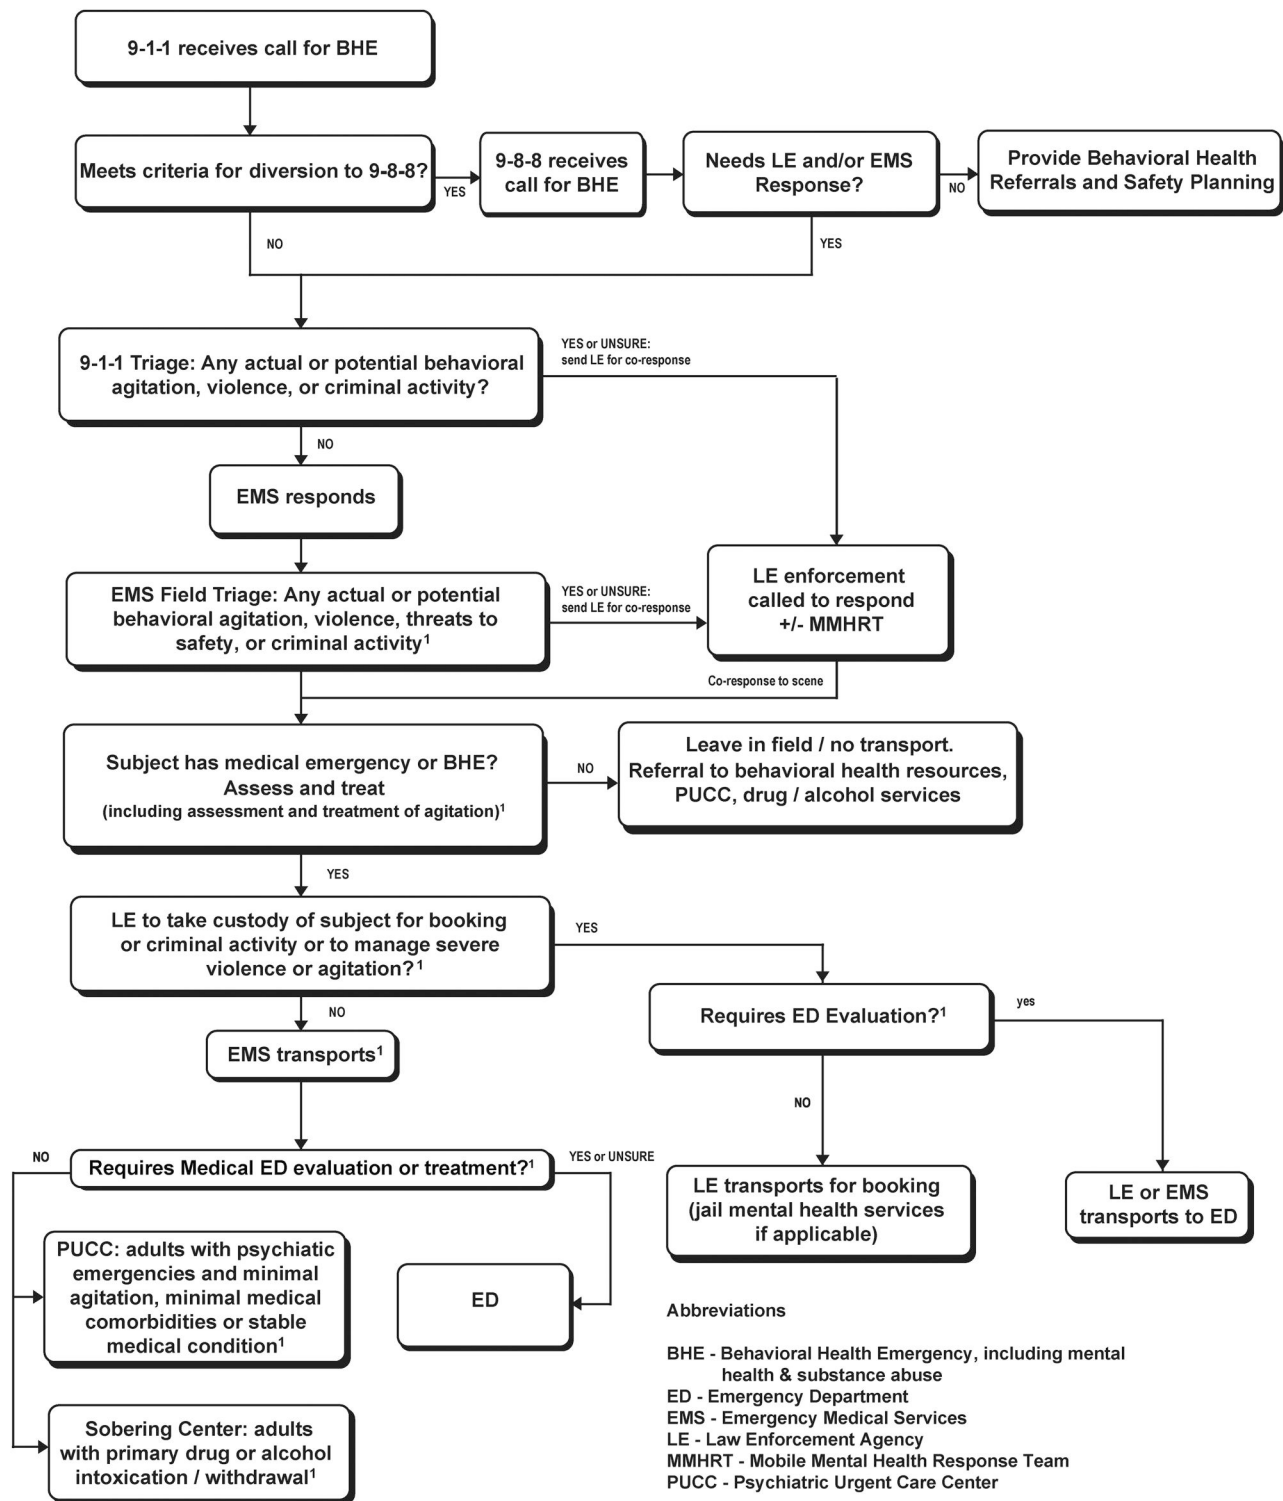 9-1-1 receives call for BHE
Meets criteria for diversion to 9-8-8?
YES
9-8-8 receives
call for BHE
Needs LE and/or EMS
Response?
NO
Provide Behavioral Health
Referrals and Safety Planning
NO
YES
9-1-1 Triage: Any actual or potential behavioral
agitation, violence, or criminal activity?
YES or UNSURE:
send LE for co-response
NO
EMS responds
EMS Field Triage: Any actual or potential
behavioral agitation, violence, threats to
safety, or criminal activity¹
YES or UNSURE:
send LE for co-response
LE enforcement
called to respond
+/- MMHRT
Co-response to scene
Subject has medical emergency or BHE?
Assess and treat
(including assessment and treatment of agitation)¹
NO
Leave in field / no transport.
Referral to behavioral health resources,
PUCC, drug / alcohol services
YES
LE to take custody of subject for booking
or criminal activity or to manage severe
violence or agitation?¹
YES
NO
Requires ED Evaluation?¹
yes
EMS transports¹
NO
NO
Requires Medical ED evaluation or treatment?¹
YES or UNSURE
LE transports for booking
(jail mental health services
if applicable)
LE or EMS
transports to ED
PUCC: adults with psychiatic
emergencies and minimal
agitation, minimal medical
comorbidities or stable
medical condition¹
ED
Sobering Center: adults
with primary drug or alcohol
intoxication / withdrawal¹
Abbreviations
BHE - Behavioral Health Emergency, including mental
health & substance abuse
ED - Emergency Department
EMS - Emergency Medical Services
LE - Law Enforcement Agency
MMHRT - Mobile Mental Health Response Team
PUCC - Psychiatric Urgent Care Center